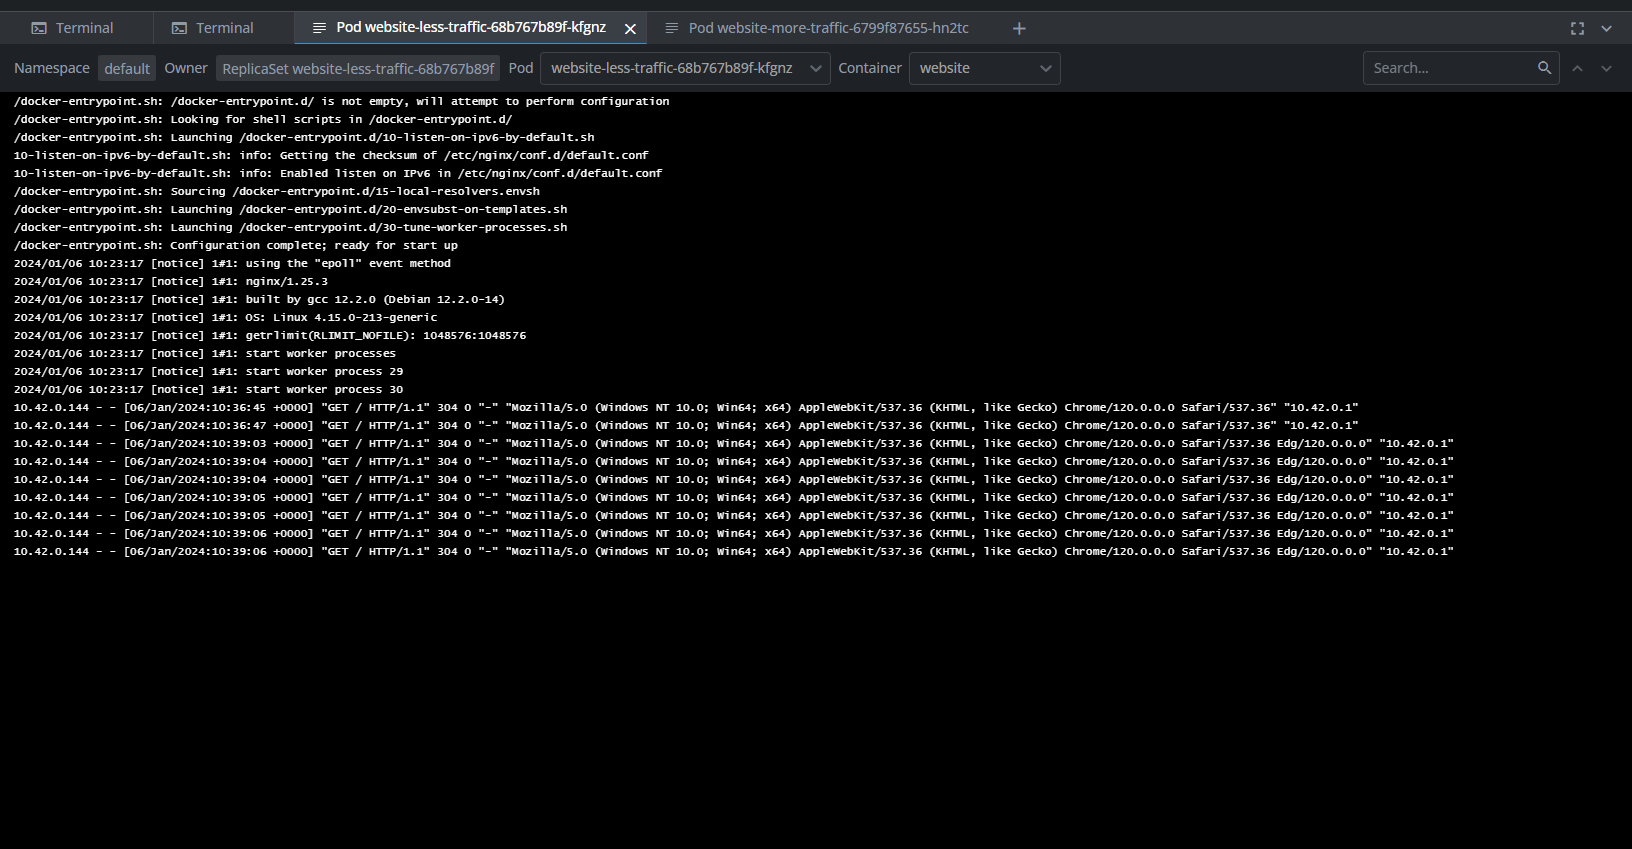 Terminal Terminal Pod website-less-traffic-68b767b89f-kfgnz Pod website-more-traffic-6799f87655-hn2tc
Namespace default Owner ReplicaSet website-less-traffic-68b767b89f Pod website-less-traffic-68b767b89f-kfgnz Container website Search...
/docker-entrypoint.sh: /docker-entrypoint.d/ is not empty, will attempt to perform configuration
/docker-entrypoint.sh: Looking for shell scripts in /docker-entrypoint.d/
/docker-entrypoint.sh: Launching /docker-entrypoint.d/10-listen-on-ipv6-by-default.sh
10-listen-on-ipv6-by-default.sh: info: Getting the checksum of /etc/nginx/conf.d/default.conf
10-listen-on-ipv6-by-default.sh: info: Enabled listen on IPv6 in /etc/nginx/conf.d/default.conf
/docker-entrypoint.sh: Sourcing /docker-entrypoint.d/15-local-resolvers.envsh
/docker-entrypoint.sh: Launching /docker-entrypoint.d/20-envsubst-on-templates.sh
/docker-entrypoint.sh: Launching /docker-entrypoint.d/30-tune-worker-processes.sh
/docker-entrypoint.sh: Configuration complete; ready for start up
2024/01/06 10:23:17 [notice] 1#1: using the "epoll" event method
2024/01/06 10:23:17 [notice] 1#1: nginx/1.25.3
2024/01/06 10:23:17 [notice] 1#1: built by gcc 12.2.0 (Debian 12.2.0-14)
2024/01/06 10:23:17 [notice] 1#1: OS: Linux 4.15.0-213-generic
2024/01/06 10:23:17 [notice] 1#1: getrlimit(RLIMIT_NOFILE): 1048576:1048576
2024/01/06 10:23:17 [notice] 1#1: start worker processes
2024/01/06 10:23:17 [notice] 1#1: start worker process 29
2024/01/06 10:23:17 [notice] 1#1: start worker process 30
10.42.0.144 - - [06/Jan/2024:10:36:45 +0000] "GET / HTTP/1.1" 304 0 "-" "Mozilla/5.0 (Windows NT 10.0; Win64; x64) AppleWebKit/537.36 (KHTML, like Gecko) Chrome/120.0.0.0 Safari/537.36" "10.42.0.1"
10.42.0.144 - - [06/Jan/2024:10:36:47 +0000] "GET / HTTP/1.1" 304 0 "-" "Mozilla/5.0 (Windows NT 10.0; Win64; x64) AppleWebKit/537.36 (KHTML, like Gecko) Chrome/120.0.0.0 Safari/537.36" "10.42.0.1"
10.42.0.144 - - [06/Jan/2024:10:39:03 +0000] "GET / HTTP/1.1" 304 0 "-" "Mozilla/5.0 (Windows NT 10.0; Win64; x64) AppleWebKit/537.36 (KHTML, like Gecko) Chrome/120.0.0.0 Safari/537.36 Edg/120.0.0.0" "10.42.0.1"
10.42.0.144 - - [06/Jan/2024:10:39:04 +0000] "GET / HTTP/1.1" 304 0 "-" "Mozilla/5.0 (Windows NT 10.0; Win64; x64) AppleWebKit/537.36 (KHTML, like Gecko) Chrome/120.0.0.0 Safari/537.36 Edg/120.0.0.0" "10.42.0.1"
10.42.0.144 - - [06/Jan/2024:10:39:04 +0000] "GET / HTTP/1.1" 304 0 "-" "Mozilla/5.0 (Windows NT 10.0; Win64; x64) AppleWebKit/537.36 (KHTML, like Gecko) Chrome/120.0.0.0 Safari/537.36 Edg/120.0.0.0" "10.42.0.1"
10.42.0.144 - - [06/Jan/2024:10:39:05 +0000] "GET / HTTP/1.1" 304 0 "-" "Mozilla/5.0 (Windows NT 10.0; Win64; x64) AppleWebKit/537.36 (KHTML, like Gecko) Chrome/120.0.0.0 Safari/537.36 Edg/120.0.0.0" "10.42.0.1"
10.42.0.144 - - [06/Jan/2024:10:39:05 +0000] "GET / HTTP/1.1" 304 0 "-" "Mozilla/5.0 (Windows NT 10.0; Win64; x64) AppleWebKit/537.36 (KHTML, like Gecko) Chrome/120.0.0.0 Safari/537.36 Edg/120.0.0.0" "10.42.0.1"
10.42.0.144 - - [06/Jan/2024:10:39:06 +0000] "GET / HTTP/1.1" 304 0 "-" "Mozilla/5.0 (Windows NT 10.0; Win64; x64) AppleWebKit/537.36 (KHTML, like Gecko) Chrome/120.0.0.0 Safari/537.36 Edg/120.0.0.0" "10.42.0.1"
10.42.0.144 - - [06/Jan/2024:10:39:06 +0000] "GET / HTTP/1.1" 304 0 "-" "Mozilla/5.0 (Windows NT 10.0; Win64; x64) AppleWebKit/537.36 (KHTML, like Gecko) Chrome/120.0.0.0 Safari/537.36 Edg/120.0.0.0" "10.42.0.1"